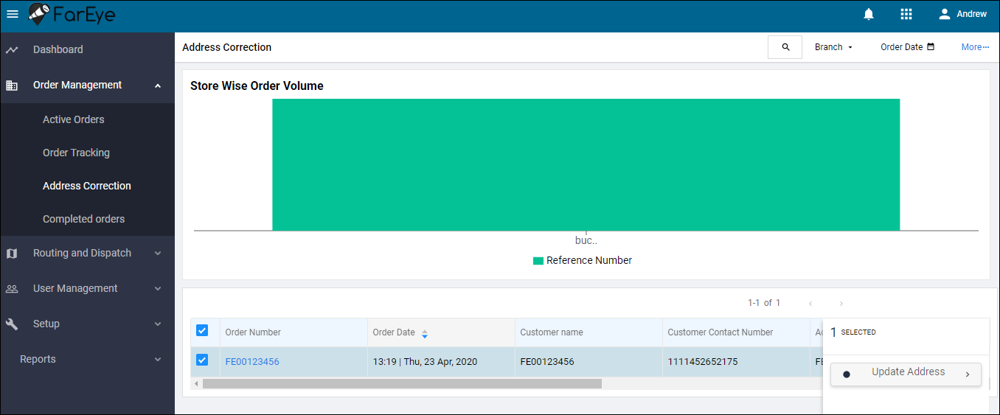 FarEye
Andrew
Dashboard
Order Management
Active Orders
Order Tracking
Address Correction
Completed orders
Routing and Dispatch
User Management
Setup
Reports
Address Correction
Branch
Order Date
More
Store Wise Order Volume
buc..
Reference Number
1-1 of 1
Order Number Order Date Customer name Customer Contact Number
FE00123456 13:19 | Thu, 23 Apr, 2020 FE00123456 1111452652175 FE
1 SELECTED
Update Address